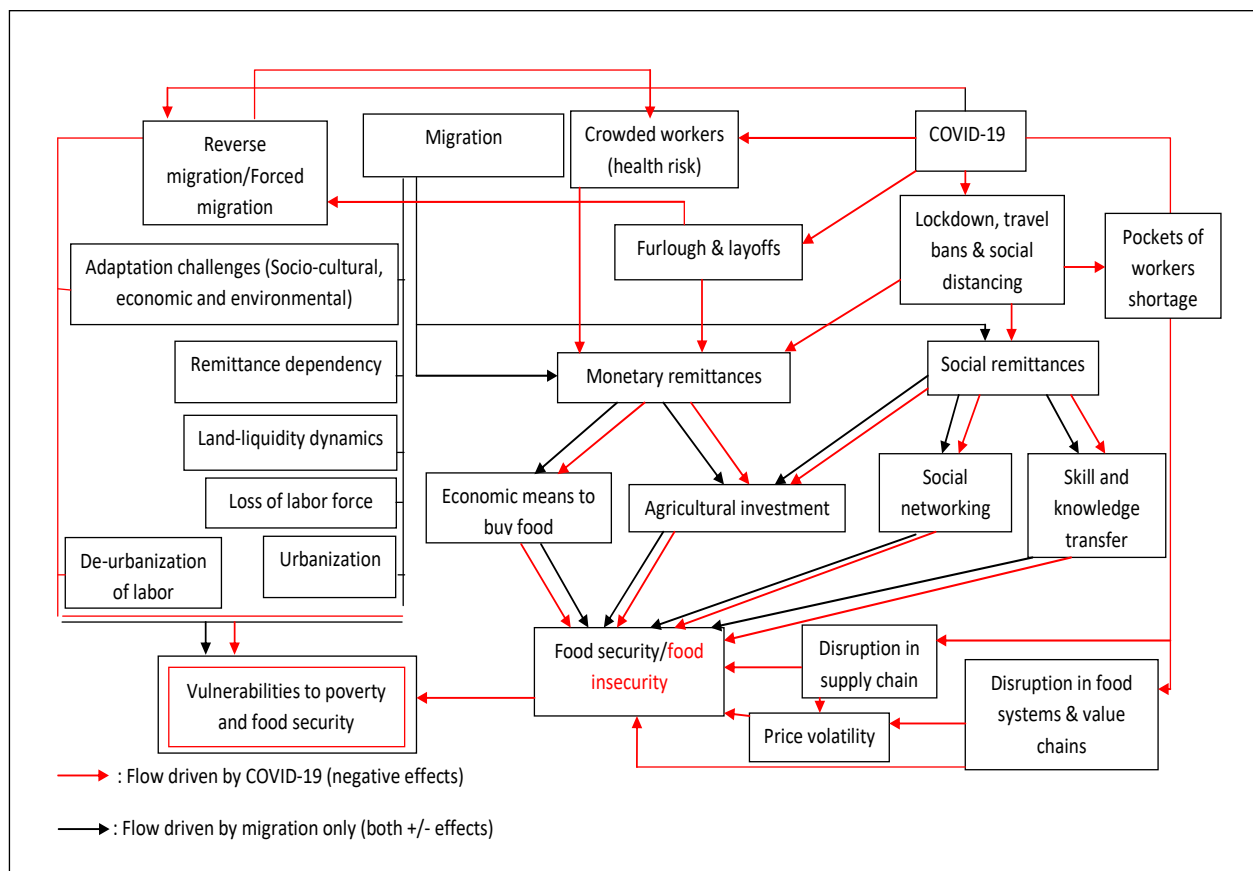 Reverse
migration/Forced
migration
Migration
Crowded workers
(health risk)
COVID-19
Furlough & layoffs
Lockdown, travel
bans & social
distancing
Pockets of
workers
shortage
Adaptation challenges (Socio-cultural,
economic and environmental)
Remittance dependency
Monetary remittances
Social remittances
Land-liquidity dynamics
Loss of labor force
Economic means to
buy food
Agricultural investment
Social
networking
Skill and
knowledge
transfer
De-urbanization
of labor
Urbanization
Food security/food
insecurity
Disruption in
supply chain
Disruption in food
systems & value
chains
Vulnerabilities to poverty
and food security
Price volatility
: Flow driven by COVID-19 (negative effects)
: Flow driven by migration only (both +/- effects)